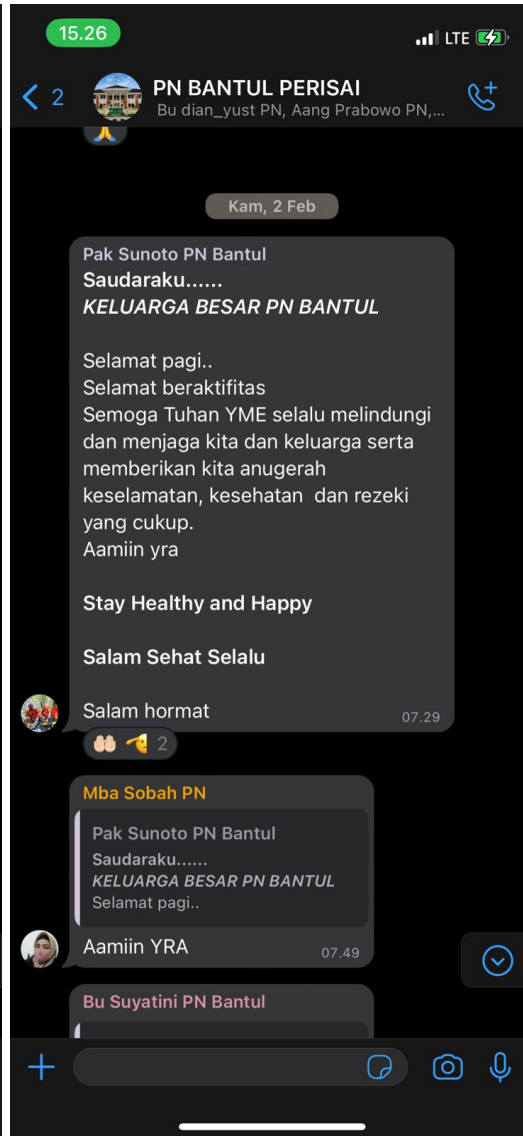 15.26
LTE
2
PN BANTUL PERISAI
Bu dian_yust PN, Aang Prabowo PN,...
Kam, 2 Feb
Pak Sunoto PN Bantul
Saudaraku......
KELUARGA BESAR PN BANTUL
Selamat pagi..
Selamat beraktifitas
Semoga Tuhan YME selalu melindungi
dan menjaga kita dan keluarga serta
memberikan kita anugerah
keselamatan, kesehatan  dan rezeki
yang cukup.
Aamiin yra
Stay Healthy and Happy
Salam Sehat Selalu
Salam hormat
07.29
2
Mba Sobah PN
Pak Sunoto PN Bantul
Saudaraku......
KELUARGA BESAR PN BANTUL
Selamat pagi..
Aamiin YRA
07.49
Bu Suyatini PN Bantul